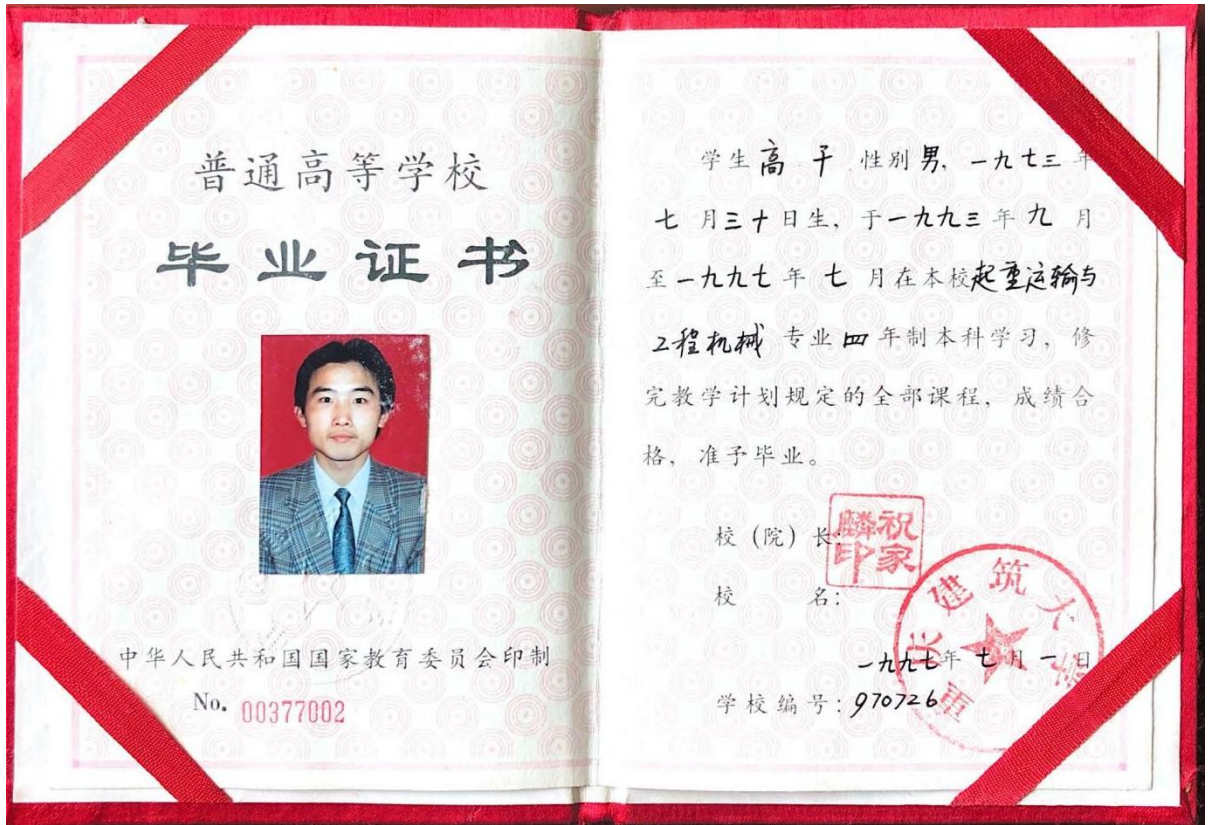 普通高等学校
毕业证书
中华人民共和国国家教育委员会印制
No. 00377002
学生高 干 性别男, 一九七三年
七月三十日生, 于一九九三年九月
至一九九七年七月在本校起重运输与
工程机械专业四年制本科学习, 修
完教学计划规定的全部课程, 成绩合
格, 准予毕业。
校(院)长:
祝家麟印
校 名:
重庆建筑大学
一九九七年七月一日
学校编号: 970726